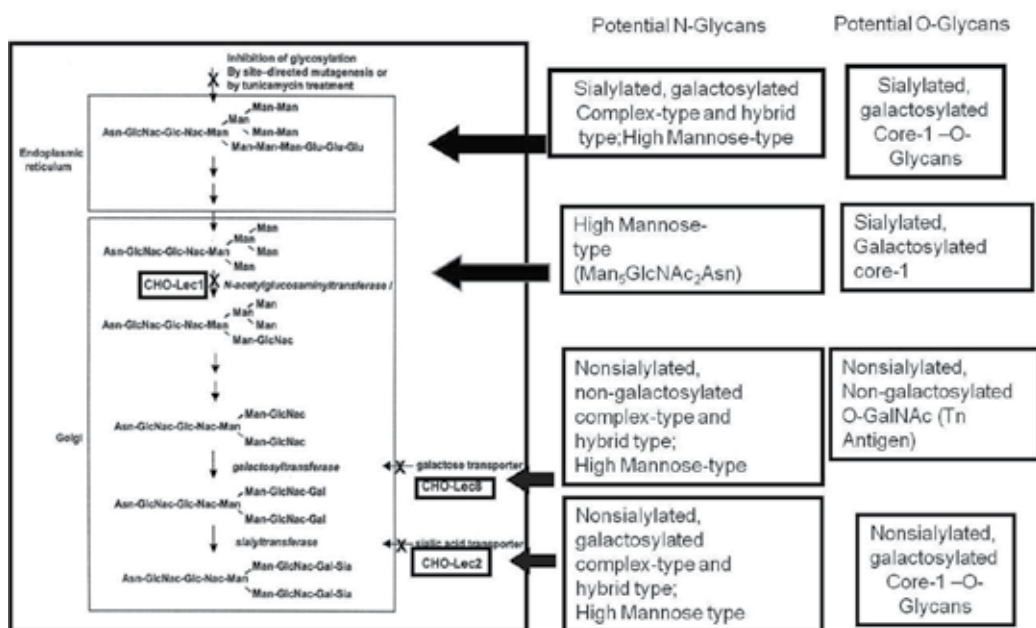 Potential N-Glycans
Potential O-Glycans
Inhibition of glycosylation
By site-directed mutagenesis or
by tunicamycin treatment
X
Endoplasmic
reticulum
Man-Man
Man
Asn-GlcNac-Glc-Nac-Man
Man-Man
Man-Man-Man-Glu-Glu-Glu
Sialylated, galactosylated
Complex-type and hybrid
type;High Mannose-type
Sialylated,
galactosylated
Core-1 –O-
Glycans
Golgi
Man
Man
Asn-GlcNac-Glc-Nac-Man
Man
Man
CHO-Lec1
X
N-acetylglucosaminyltransferase I
Man
Man
Asn-GlcNac-Glc-Nac-Man
Man
Man-GlcNac
High Mannose-
type
(Man₅GlcNAc₂Asn)
Sialylated,
Galactosylated
core-1
Man-GlcNac
Asn-GlcNac-Glc-Nac-Man
Man-GlcNac
galactosyltransferase
X
galactose transporter
CHO-Lec8
Man-GlcNac-Gal
Asn-GlcNac-Glc-Nac-Man
Man-GlcNac-Gal
Nonsialylated,
non-galactosylated
complex-type and
hybrid type;
High Mannose-type
Nonsialylated,
Non-galactosylated
O-GalNAc (Tn
Antigen)
sialyltransferase
X
sialic acid transporter
CHO-Lec2
Man-GlcNac-Gal-Sia
Asn-GlcNac-Glc-Nac-Man
Man-GlcNac-Gal-Sia
Nonsialylated,
galactosylated
complex-type and
hybrid type;
High Mannose type
Nonsialylated,
galactosylated
Core-1 –O-
Glycans